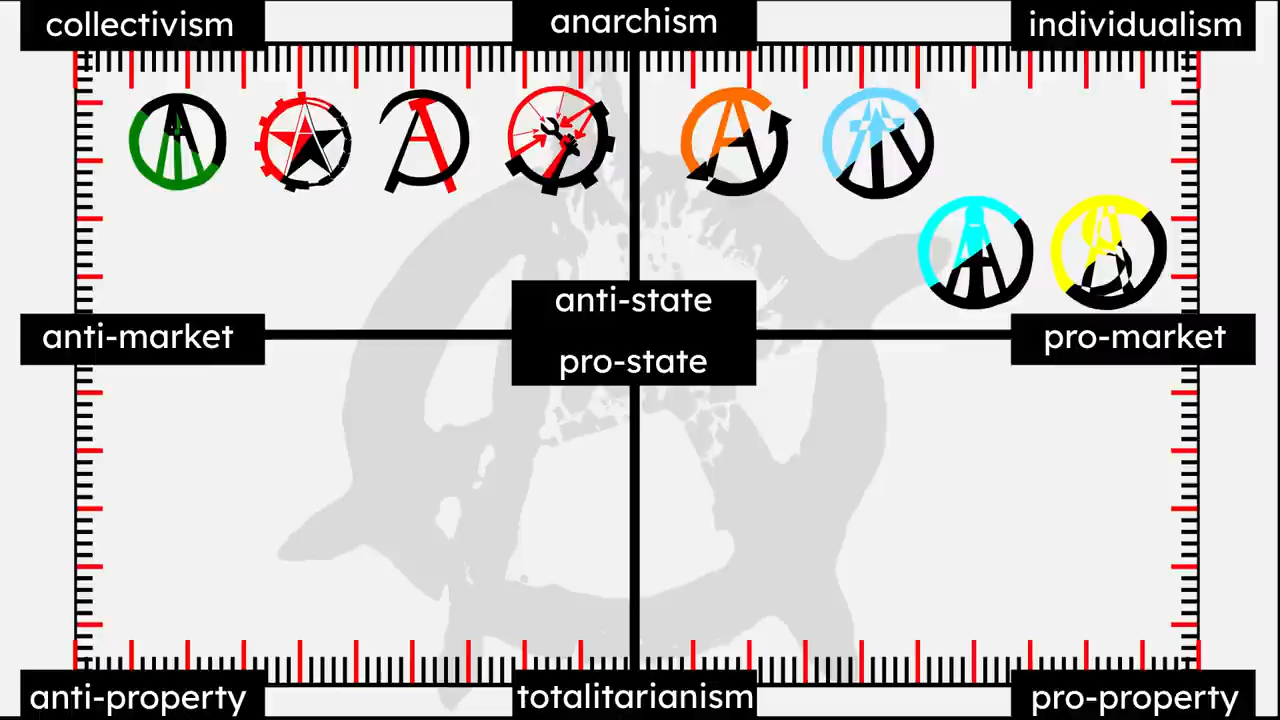 collectivism
anarchism
individualism
anti-state
anti-market
pro-market
pro-state
anti-property
totalitarianism
pro-property